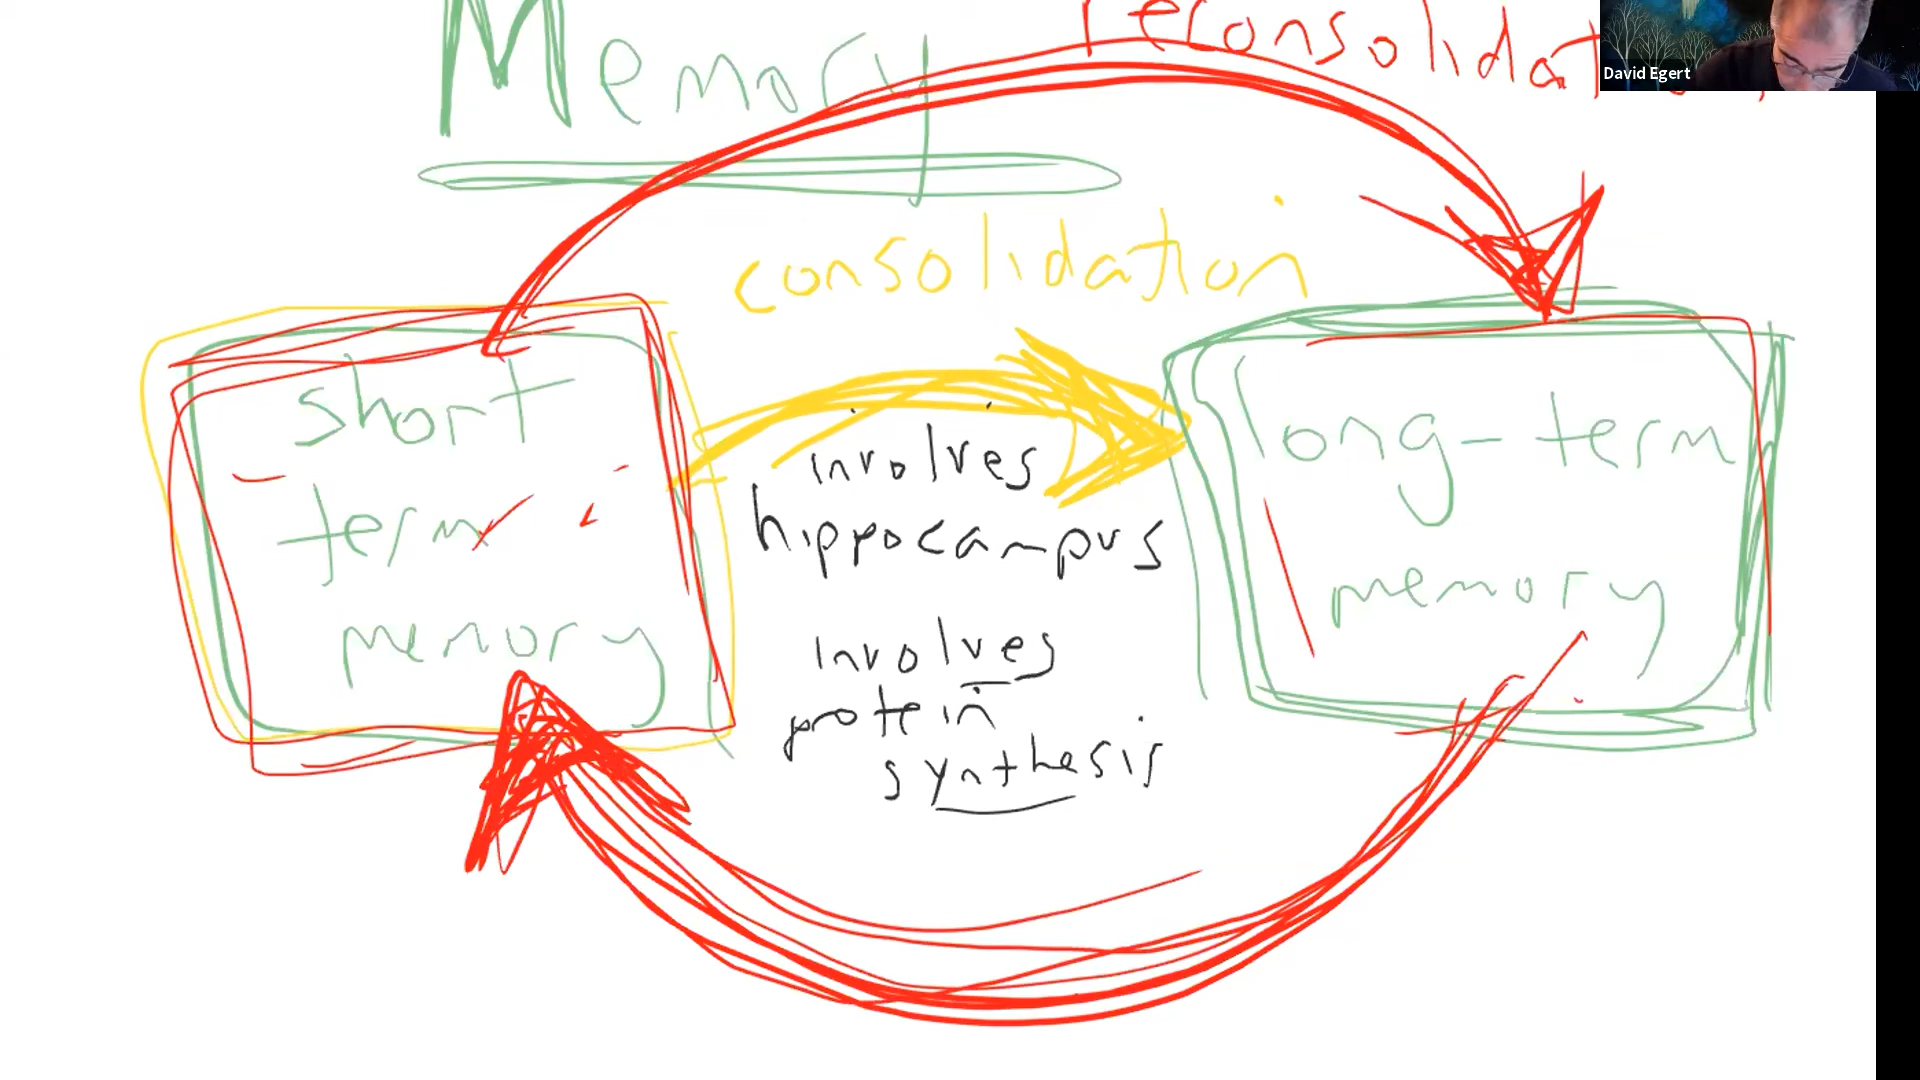 Memory
reconsolidat
David Egert
consolidation
short
term
memory
involves
hippocampus
involves
protein
synthesis
long-term
memory